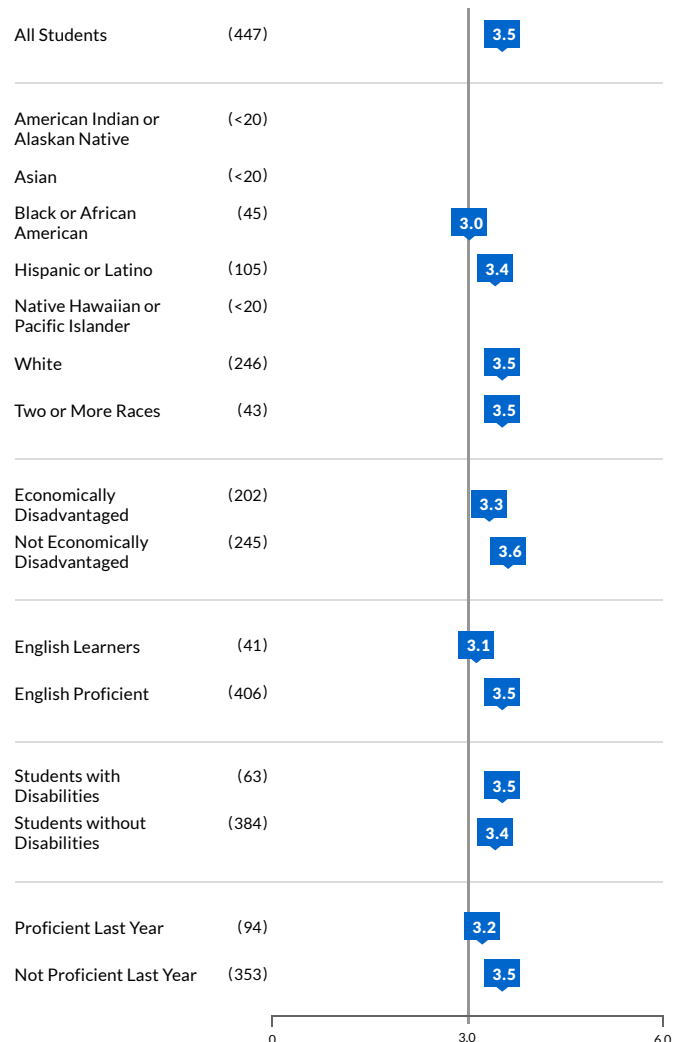 All Students (447) 3.5
American Indian or (<20)
Alaskan Native
Asian (<20)
Black or African (45) 3.0
American
Hispanic or Latino (105) 3.4
Native Hawaiian or (<20)
Pacific Islander
White (246) 3.5
Two or More Races (43) 3.5
Economically (202) 3.3
Disadvantaged
Not Economically (245) 3.6
Disadvantaged
English Learners (41) 3.1
English Proficient (406) 3.5
Students with (63) 3.5
Disabilities
Students without (384) 3.4
Disabilities
Proficient Last Year (94) 3.2
Not Proficient Last Year (353) 3.5
0 3.0 6.0